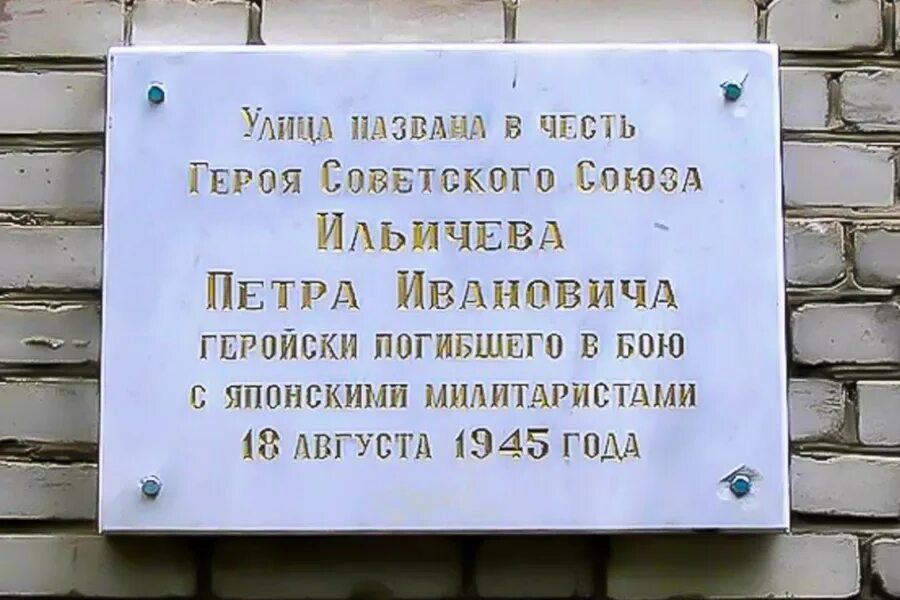 Улица названа в честь
Героя Советского Союза
Ильичева
Петра Ивановича
геройски погибшего в бою
с японскими милитаристами
18 августа 1945 года